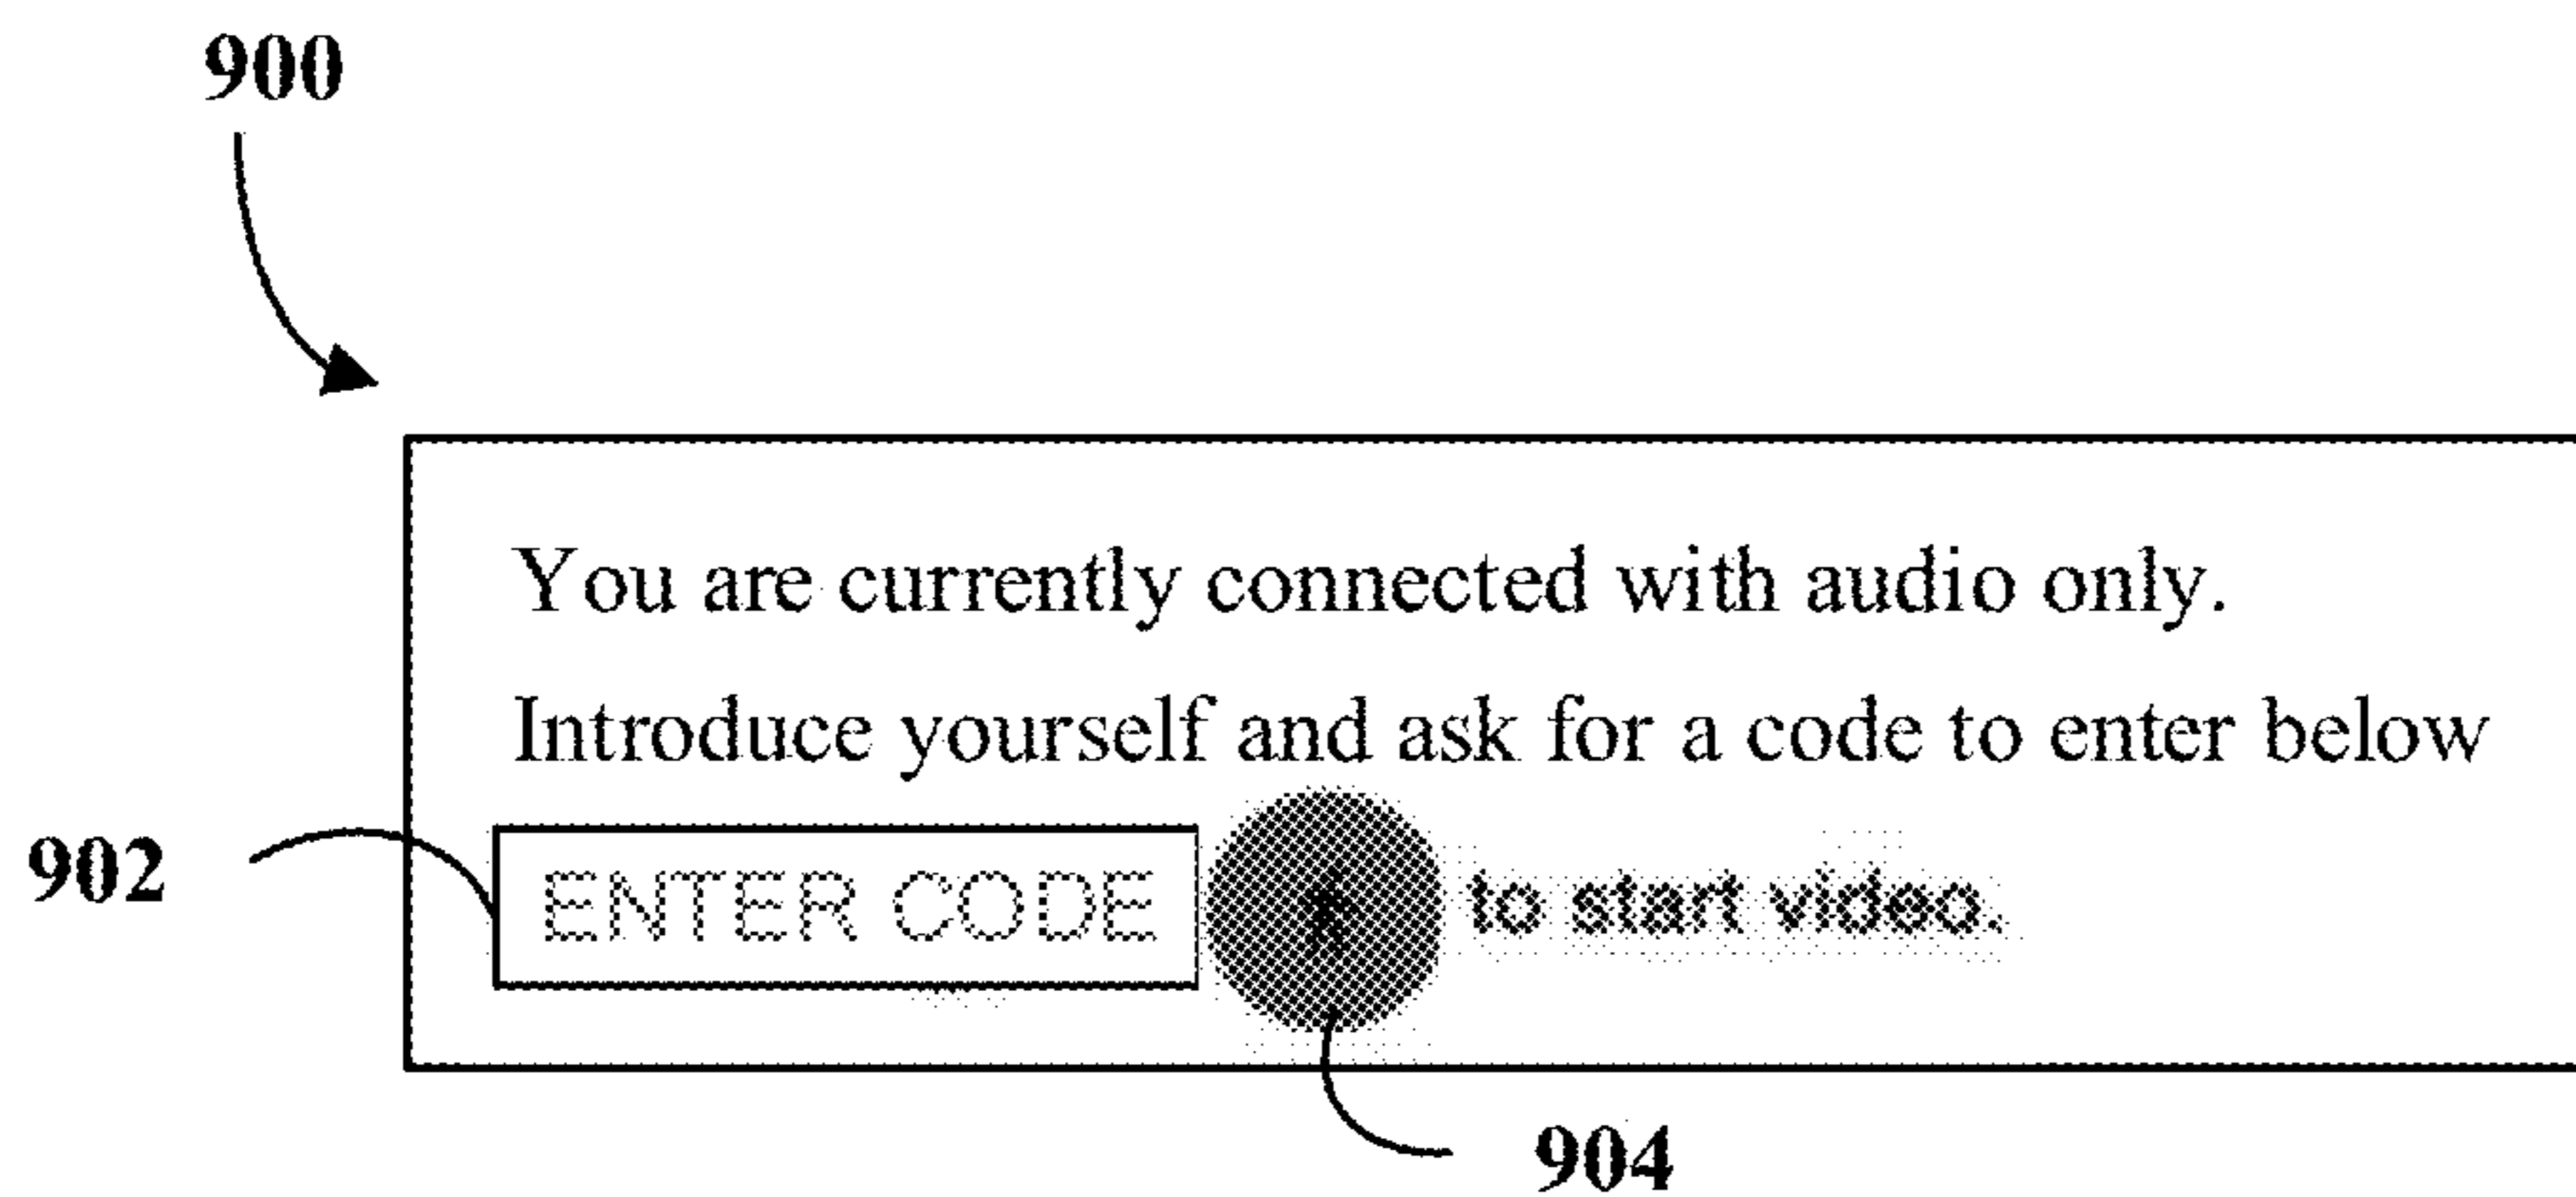 900
You are currently connected with audio only.
Introduce yourself and ask for a code to enter below
902
ENTER CODE to start video.
904